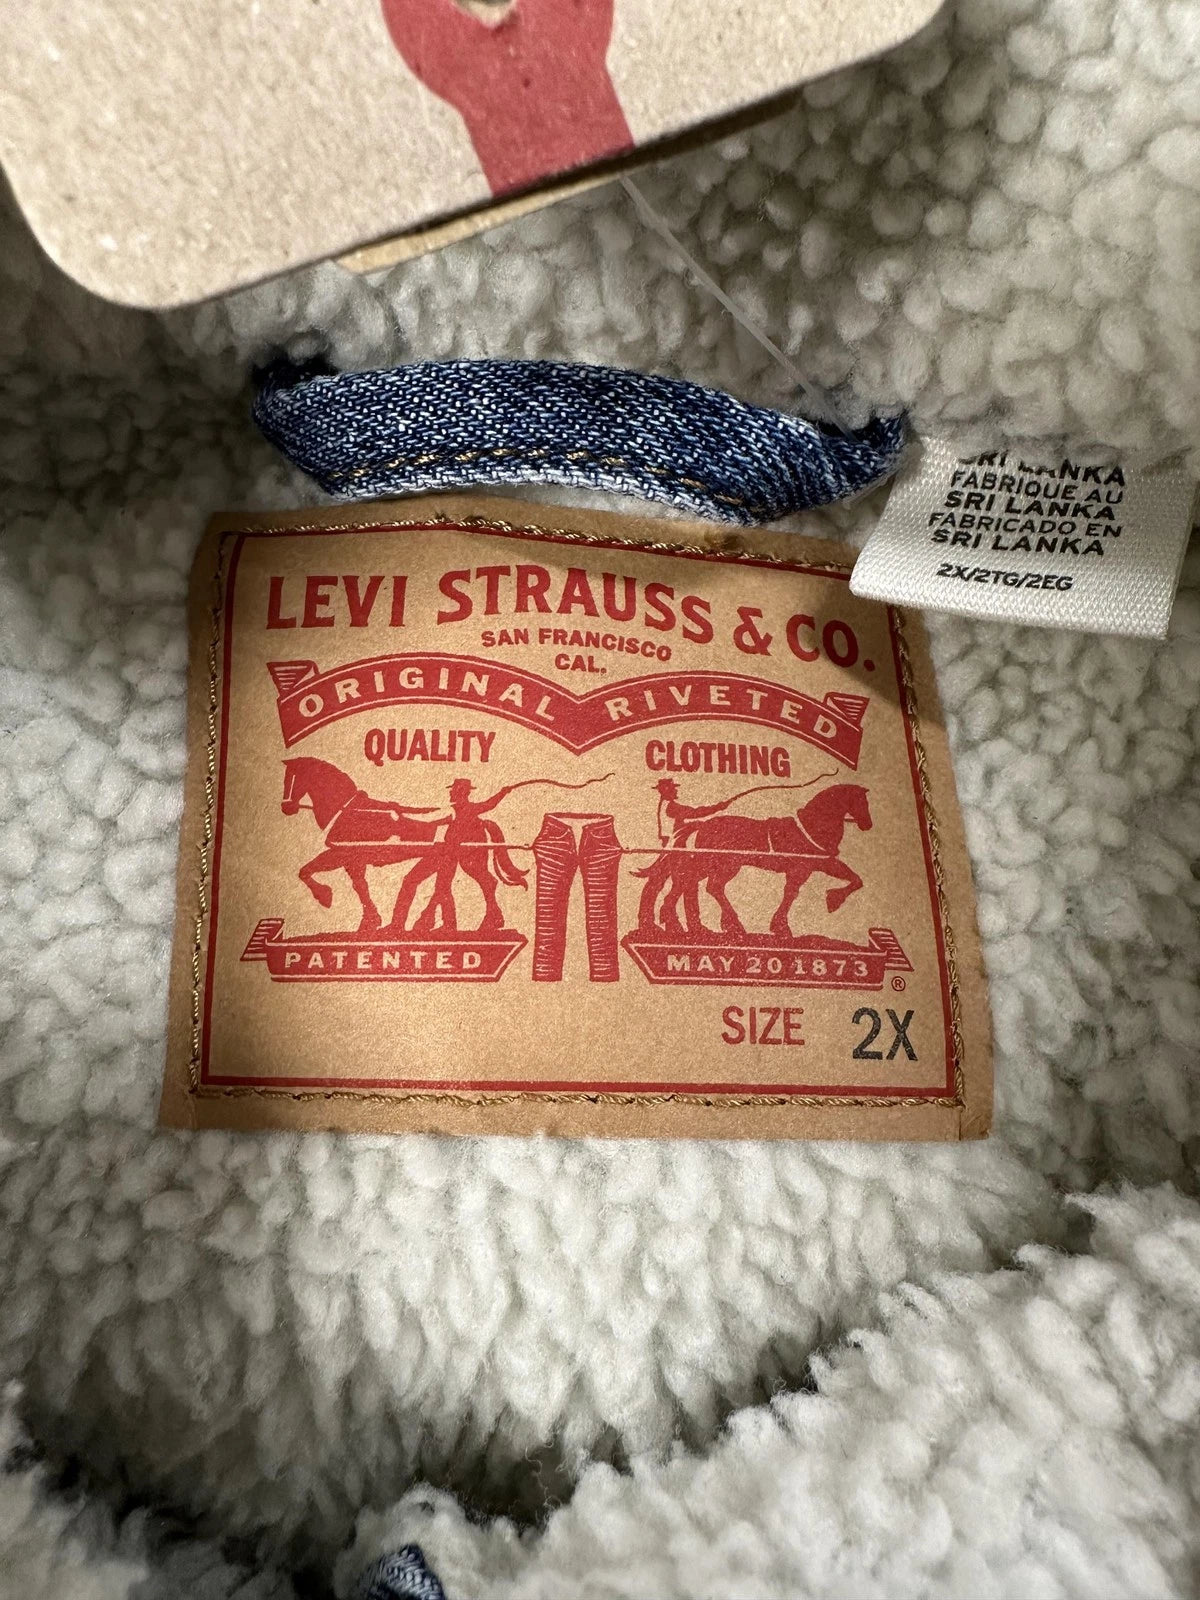 SRI LANKA
FABRIQUE AU
SRI LANKA
FABRICADO EN
SRI LANKA
2X/2TG/2EG
LEVI STRAUSS & CO.
SAN FRANCISCO
CAL.
ORIGINAL RIVETED
QUALITY CLOTHING
PATENTED MAY 20 1873 ®
SIZE 2X